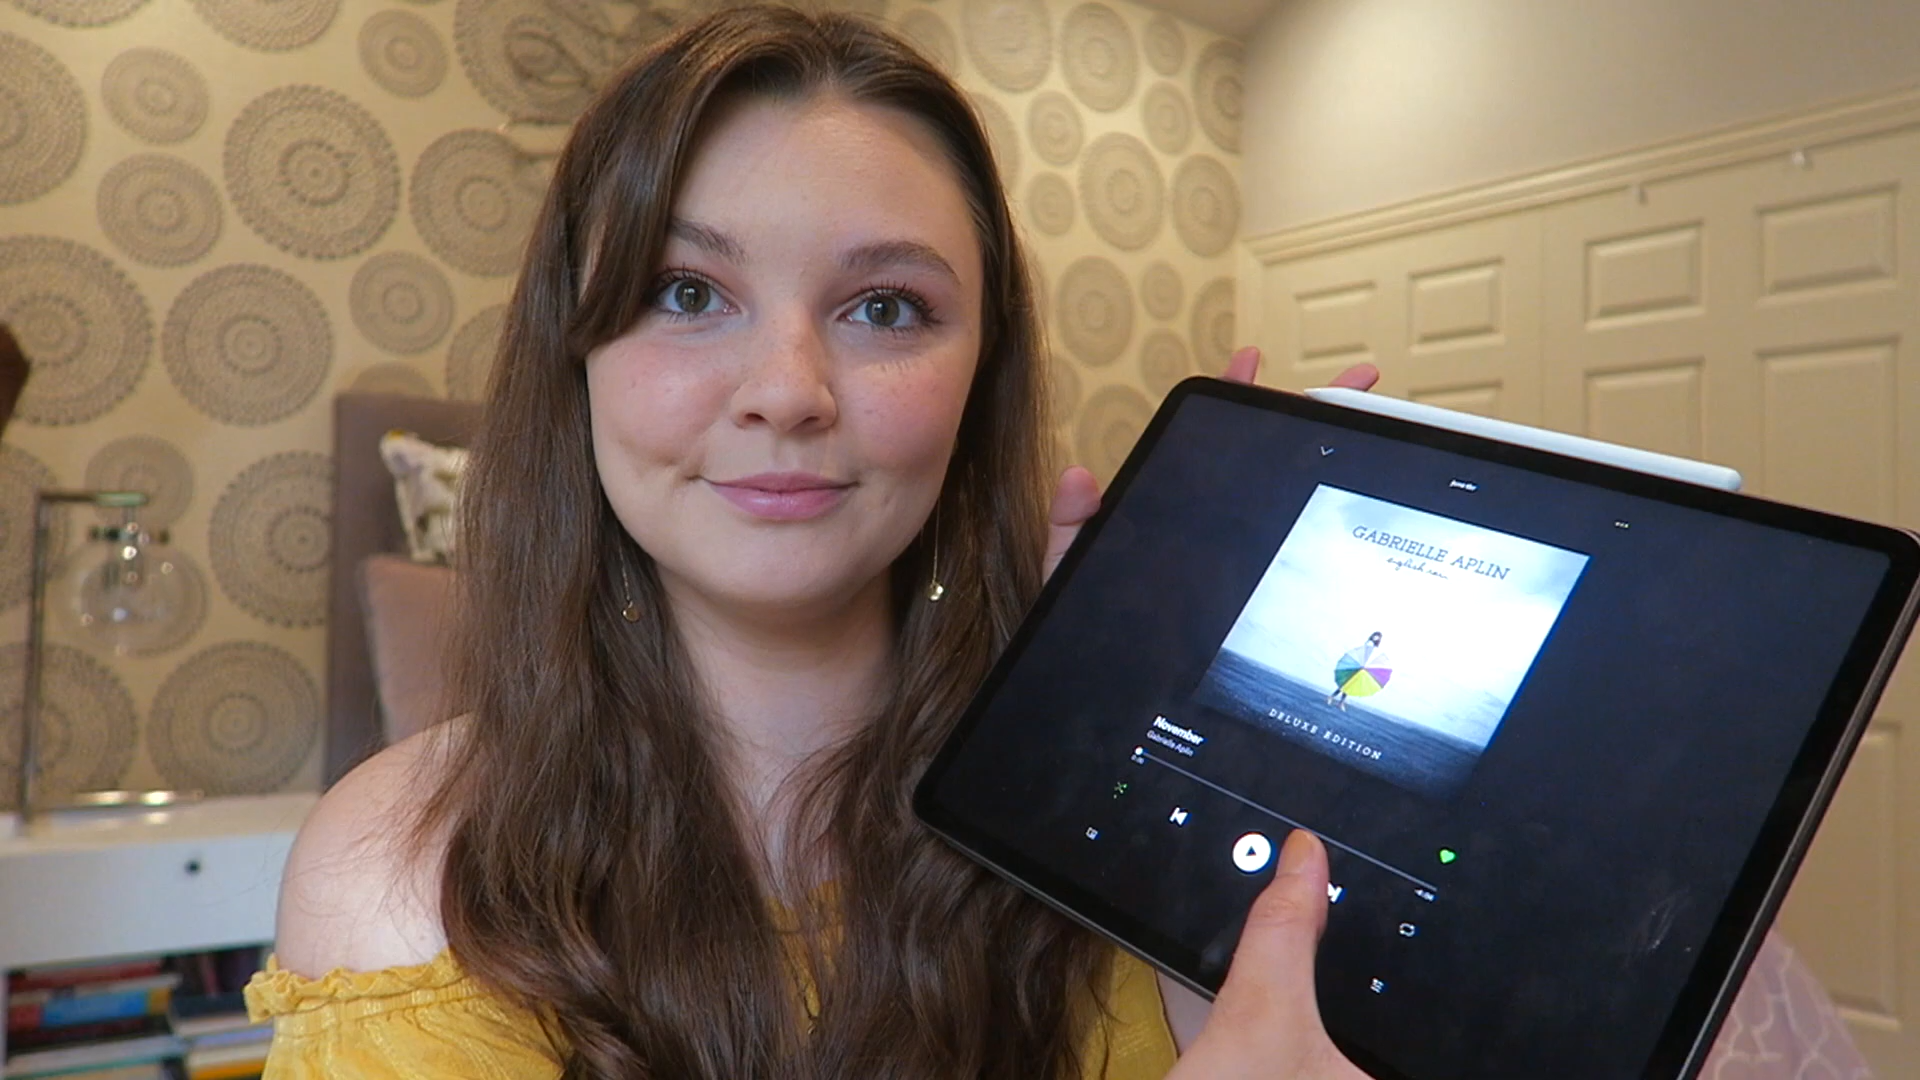 GABRIELLE APLIN
english rain
DELUXE EDITION
November
Gabrielle Aplin